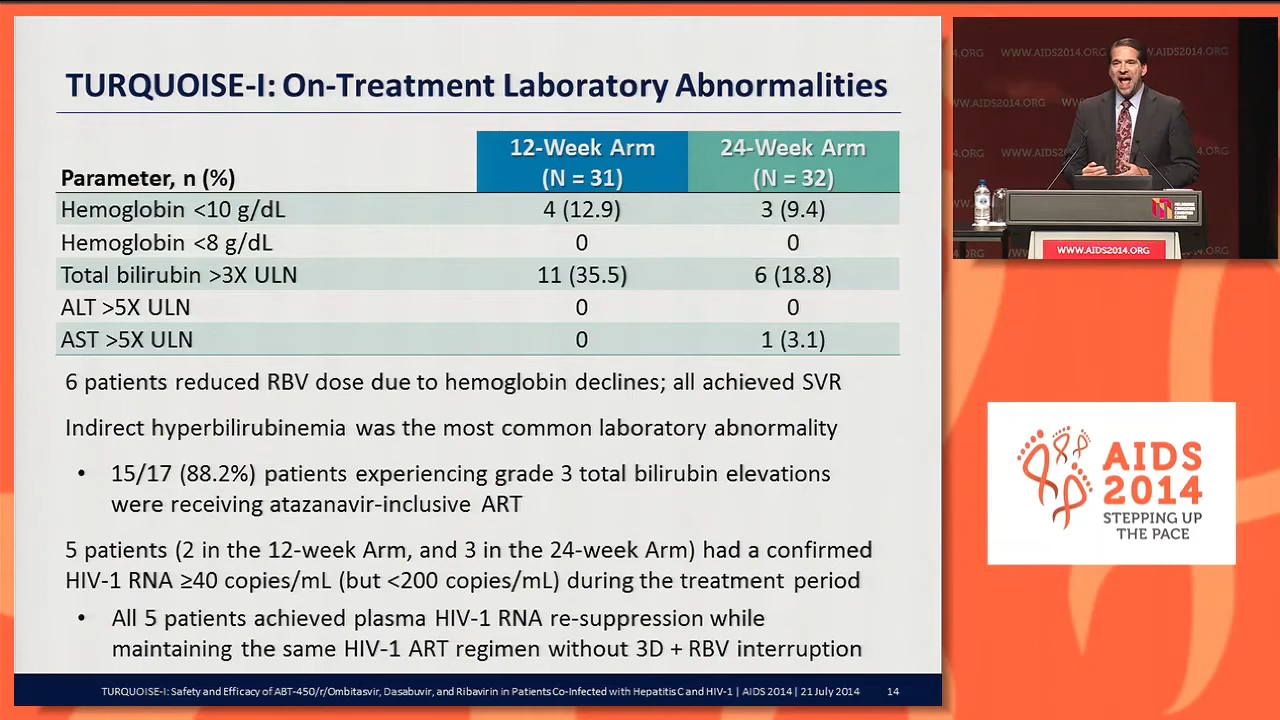 TURQUOISE-I: On-Treatment Laboratory Abnormalities
Parameter, n (%)
12-Week Arm
(N = 31)
24-Week Arm
(N = 32)
Hemoglobin <10 g/dL 4 (12.9) 3 (9.4)
Hemoglobin <8 g/dL 0 0
Total bilirubin >3X ULN 11 (35.5) 6 (18.8)
ALT >5X ULN 0 0
AST >5X ULN 0 1 (3.1)
6 patients reduced RBV dose due to hemoglobin declines; all achieved SVR
Indirect hyperbilirubinemia was the most common laboratory abnormality
• 15/17 (88.2%) patients experiencing grade 3 total bilirubin elevations
were receiving atazanavir-inclusive ART
5 patients (2 in the 12-week Arm, and 3 in the 24-week Arm) had a confirmed
HIV-1 RNA ≥40 copies/mL (but <200 copies/mL) during the treatment period
• All 5 patients achieved plasma HIV-1 RNA re-suppression while
maintaining the same HIV-1 ART regimen without 3D + RBV interruption
TURQUOISE-I: Safety and Efficacy of ABT-450/r/Ombitasvir, Dasabuvir, and Ribavirin in Patients Co-Infected with Hepatitis C and HIV-1 | AIDS 2014 | 21 July 2014 14
WWW.AIDS2014.ORG
WWW.AIDS2014.ORG
AIDS
2014
STEPPING UP
THE PACE